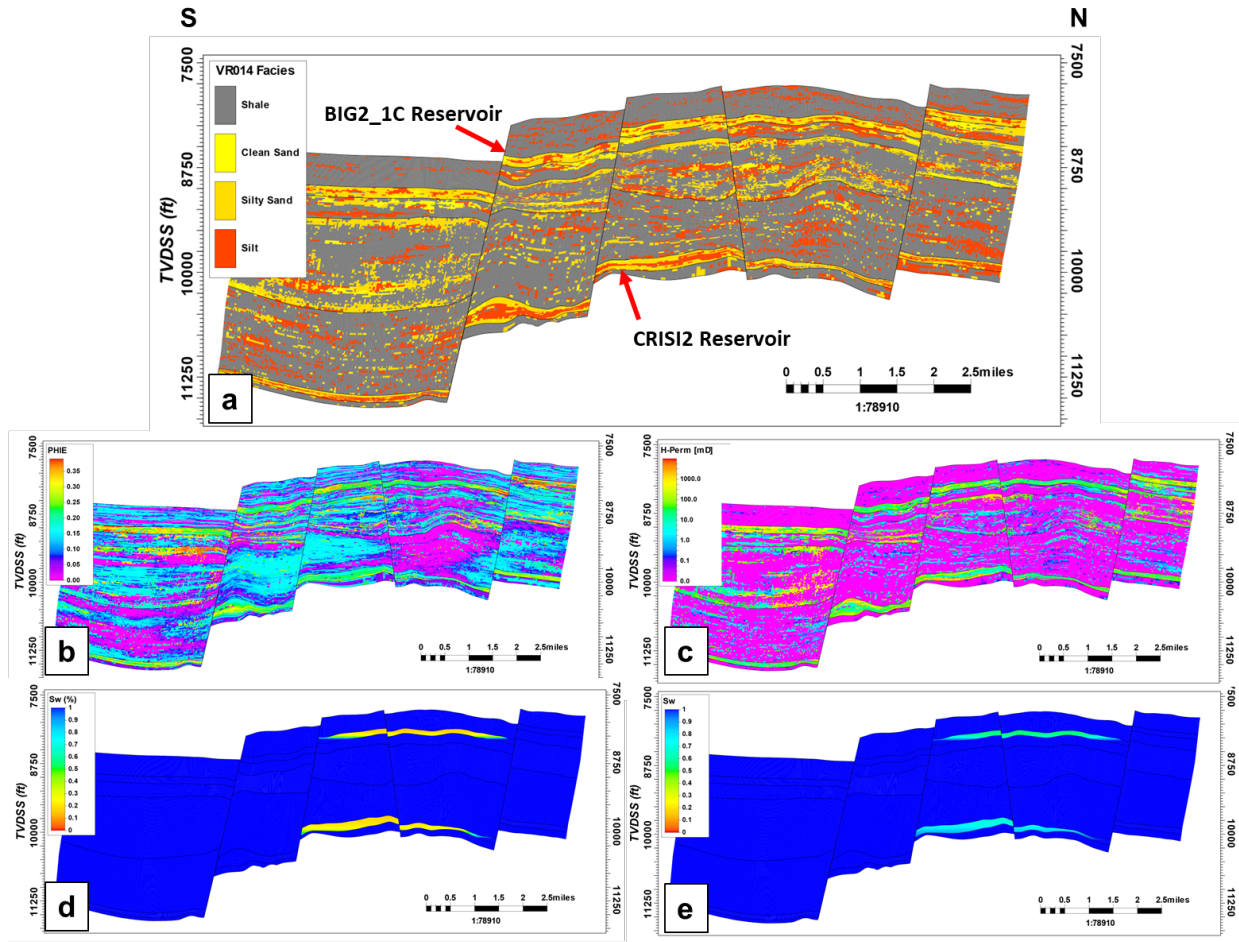 S
N
VR014 Facies
Shale
Clean Sand
Silty Sand
Silt
BIG2_1C Reservoir
CRISI2 Reservoir
TVDSS (ft)
7500
8750
10000
11250
7500
8750
10000
11250
0 0.5 1 1.5 2 2.5miles
1:78910
a
PHIE
0.35
0.30
0.25
0.20
0.15
0.10
0.05
0.00
TVDSS (ft)
7500
8750
10000
11250
7500
8750
10000
11250
0 0.5 1 1.5 2 2.5miles
1:78910
b
H-Perm [mD]
1000.0
100.0
10.0
1.0
0.1
0.0
TVDSS (ft)
7500
8750
10000
11250
7500
8750
10000
11250
0 0.5 1 1.5 2 2.5miles
1:78910
c
Sw (%)
1
0.9
0.8
0.7
0.6
0.5
0.4
0.3
0.2
0.1
0
TVDSS (ft)
7500
8750
10000
11250
7500
8750
10000
11250
0 0.5 1 1.5 2 2.5miles
1:78910
d
Sw
1
0.9
0.8
0.7
0.6
0.5
0.4
0.3
0.2
0.1
0
TVDSS (ft)
7500
8750
10000
11250
7500
8750
10000
11250
0 0.5 1 1.5 2 2.5miles
1:78910
e